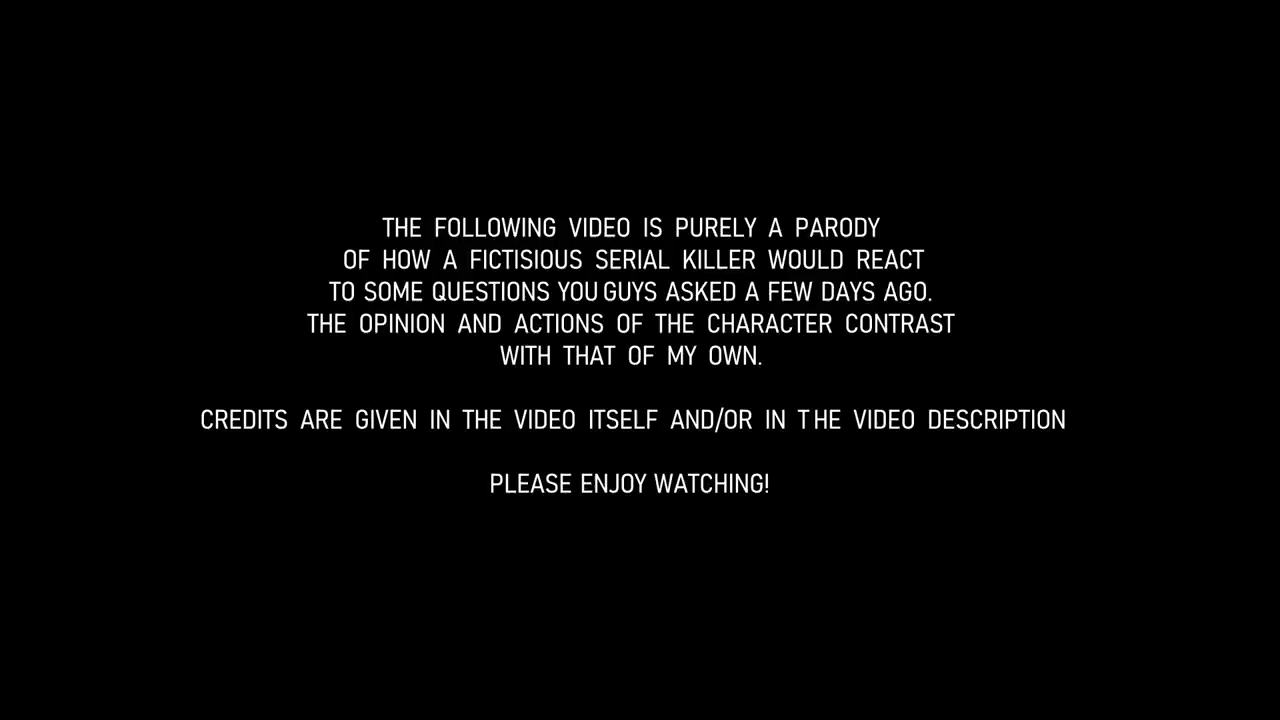 THE FOLLOWING VIDEO IS PURELY A PARODY
OF HOW A FICTISIOUS SERIAL KILLER WOULD REACT
TO SOME QUESTIONS YOU GUYS ASKED A FEW DAYS AGO.
THE OPINION AND ACTIONS OF THE CHARACTER CONTRAST
WITH THAT OF MY OWN.
CREDITS ARE GIVEN IN THE VIDEO ITSELF AND/OR IN THE VIDEO DESCRIPTION
PLEASE ENJOY WATCHING!